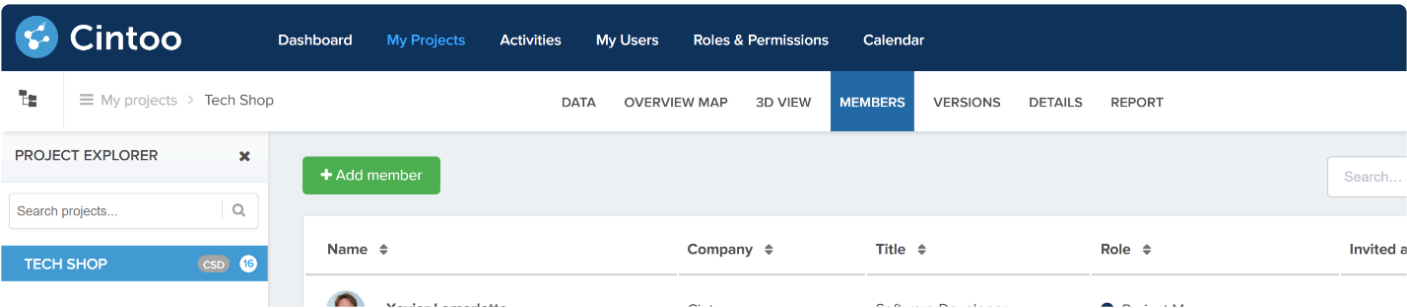 Cintoo
Dashboard My Projects Activities My Users Roles & Permissions Calendar
My projects > Tech Shop
DATA OVERVIEW MAP 3D VIEW MEMBERS VERSIONS DETAILS REPORT
PROJECT EXPLORER
+ Add member
Search...
Search projects...
Name Company Title Role Invited a
TECH SHOP CSD 16